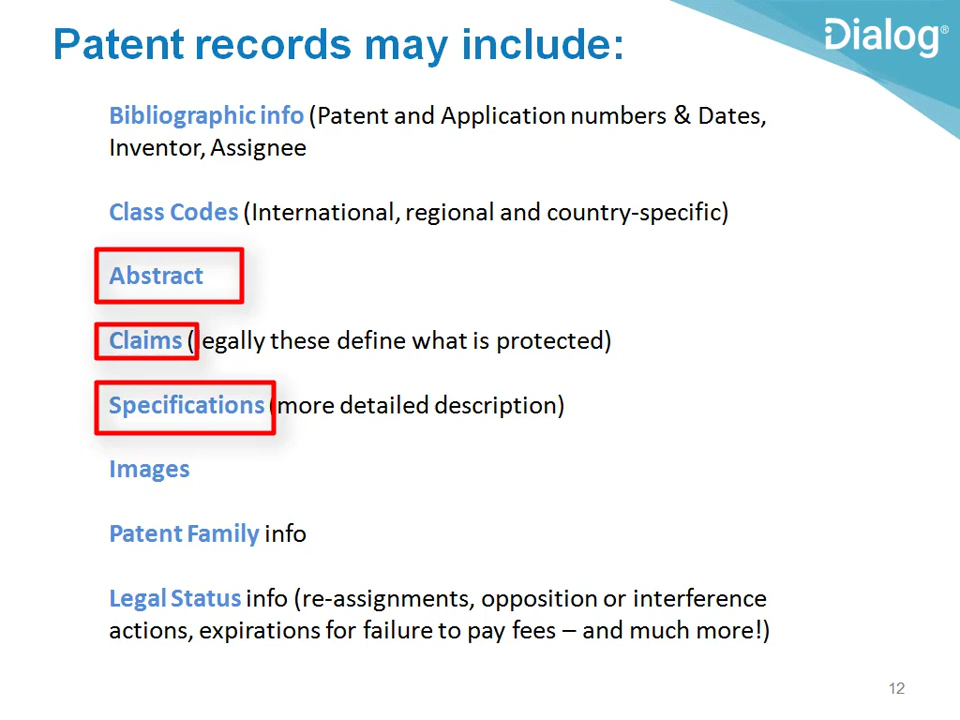 Patent records may include:
Dialog®
Bibliographic info (Patent and Application numbers & Dates,
Inventor, Assignee
Class Codes (International, regional and country-specific)
Abstract
Claims (legally these define what is protected)
Specifications (more detailed description)
Images
Patent Family info
Legal Status info (re-assignments, opposition or interference
actions, expirations for failure to pay fees – and much more!)
12